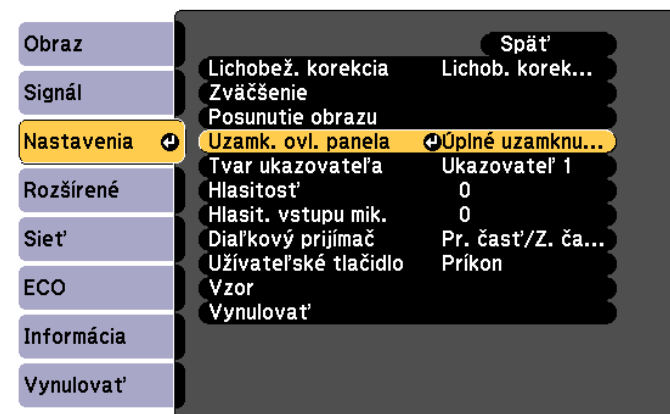 Obraz
Signál
Nastavenia
Rozšírené
Sieť
ECO
Informácia
Vynulovať
Späť
Lichobež. korekcia Lichob. korek...
Zväčšenie
Posunutie obrazu
Uzamk. ovl. panela Úplné uzamknu...
Tvar ukazovateľa Ukazovateľ 1
Hlasitosť 0
Hlasit. vstupu mik. 0
Diaľkový prijímač Pr. časť/Z. ča...
Užívateľské tlačidlo Príkon
Vzor
Vynulovať